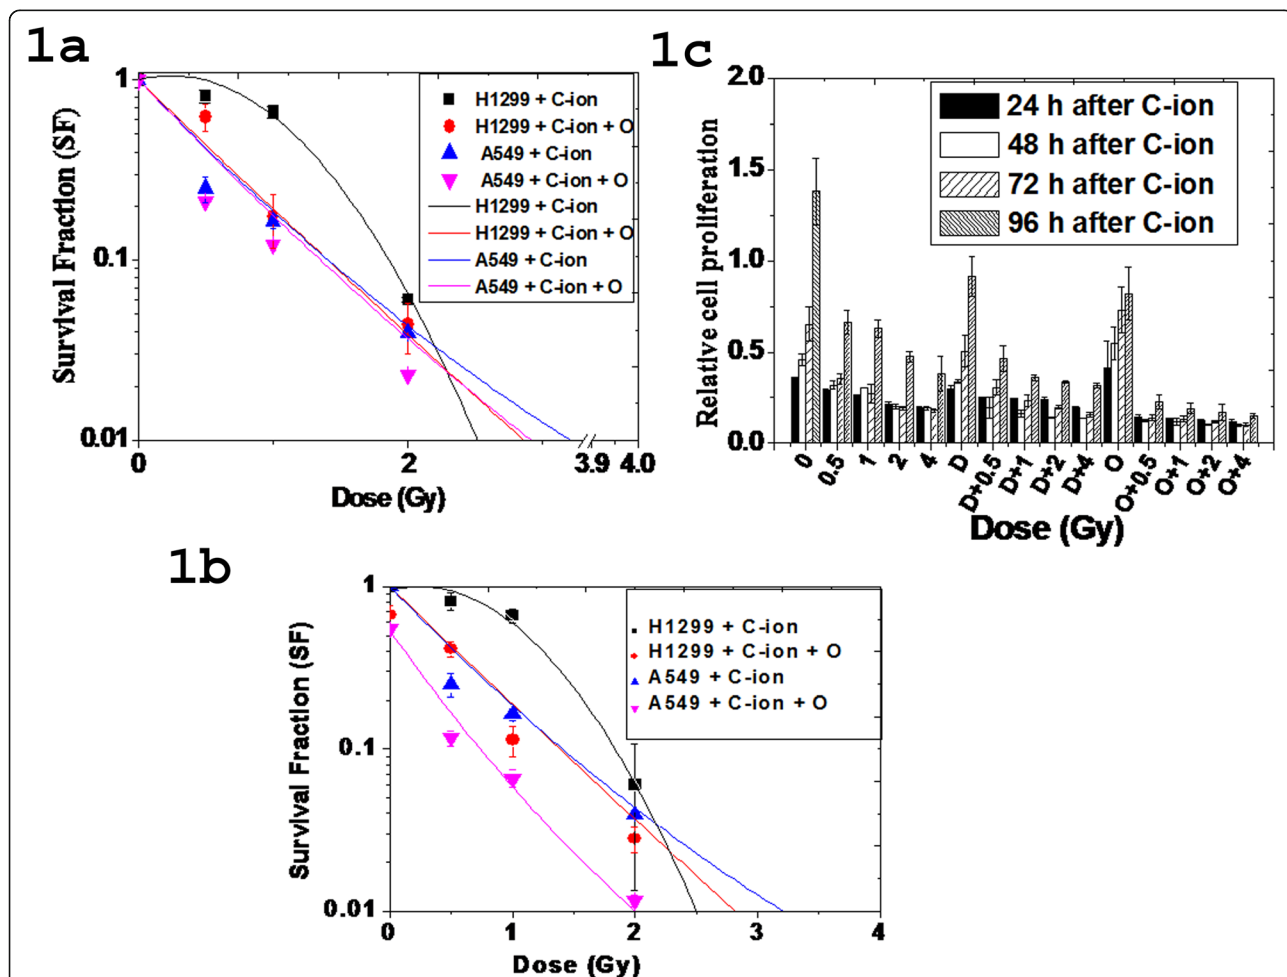 1a
Survival Fraction (SF)
1
0.1
0.01
0
2
3.9
4.0
Dose (Gy)
H1299 + C-ion
H1299 + C-ion + O
A549 + C-ion
A549 + C-ion + O
H1299 + C-ion
H1299 + C-ion + O
A549 + C-ion
A549 + C-ion + O
1c
Relative cell proliferation
2.0
1.5
1.0
0.5
0.0
24 h after C-ion
48 h after C-ion
72 h after C-ion
96 h after C-ion
0
0.5
1
2
4
D
D+0.5
D+1
D+2
D+4
O
O+0.5
O+1
O+2
O+4
Dose (Gy)
1b
Survival Fraction (SF)
1
0.1
0.01
0
1
2
3
4
Dose (Gy)
H1299 + C-ion
H1299 + C-ion + O
A549 + C-ion
A549 + C-ion + O